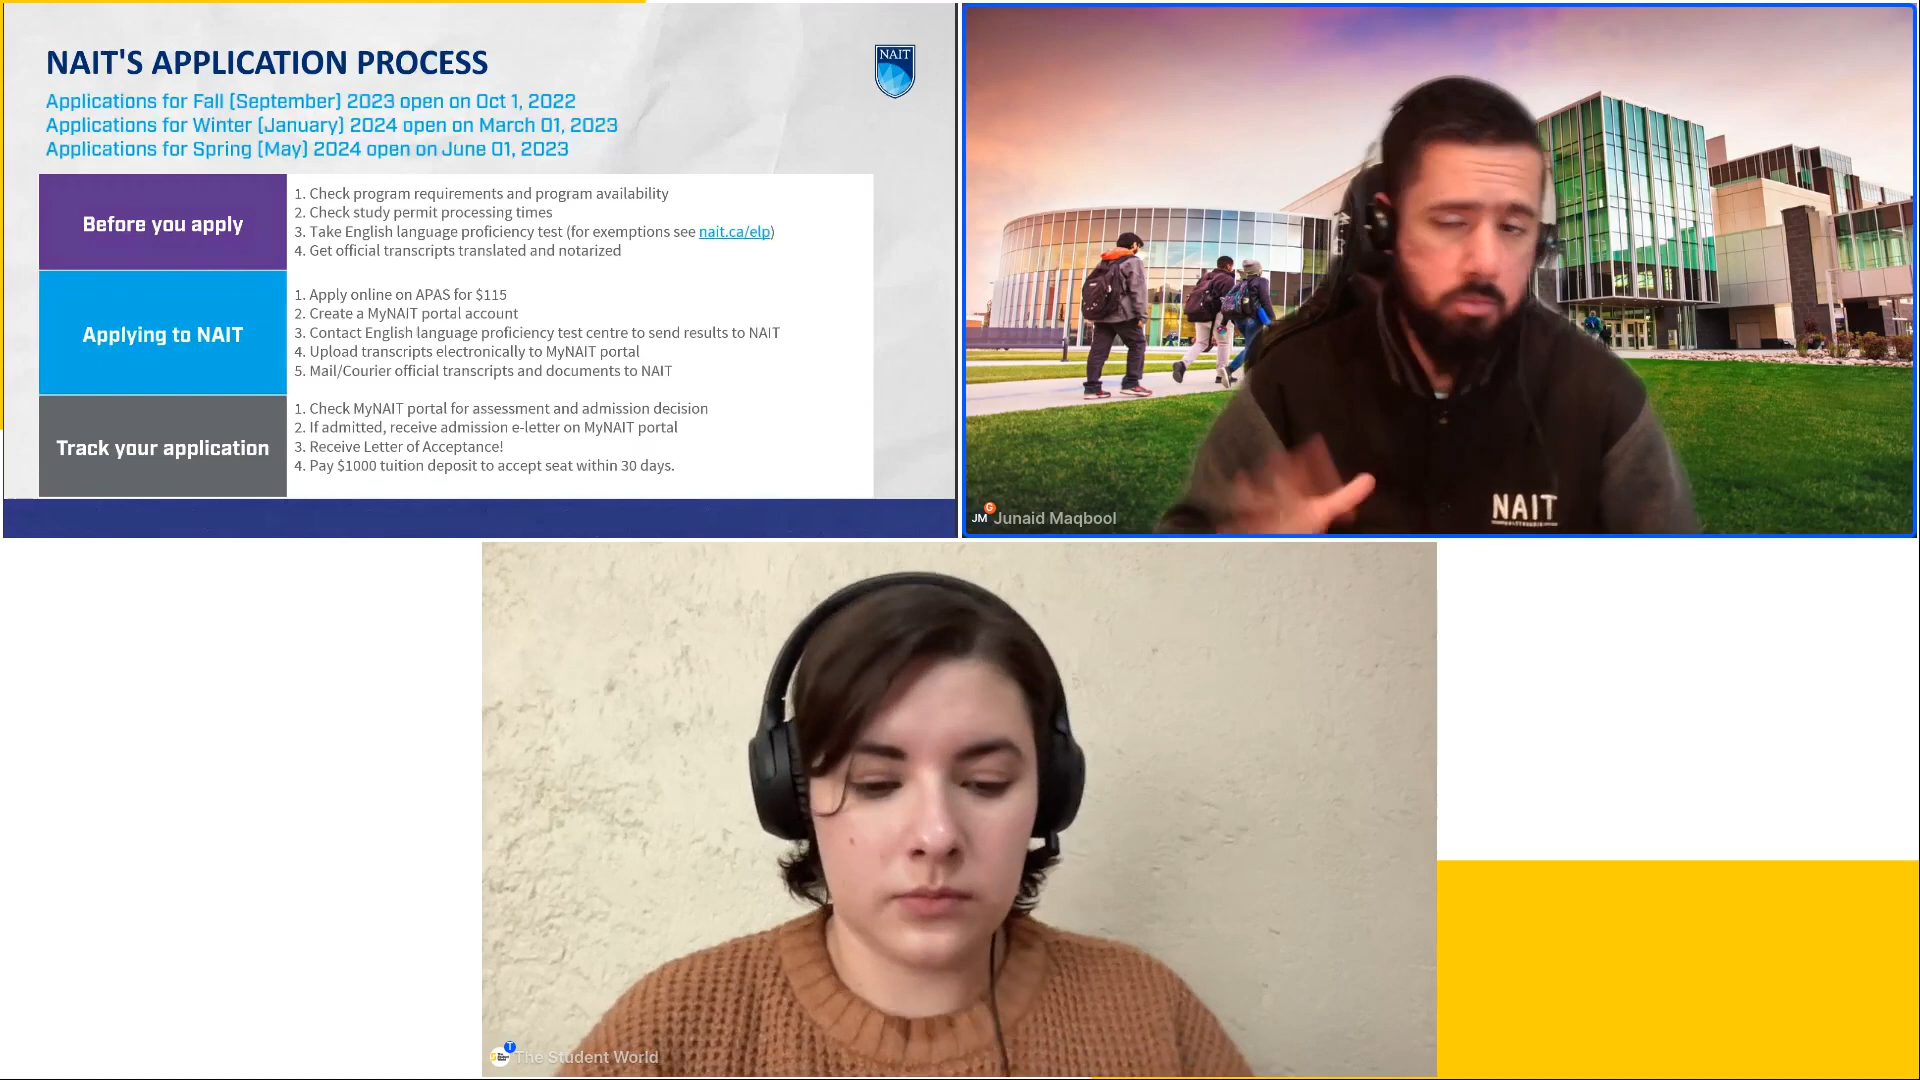 NAIT'S APPLICATION PROCESS
NAIT
Applications for Fall (September) 2023 open on Oct 1, 2022
Applications for Winter (January) 2024 open on March 01, 2023
Applications for Spring (May) 2024 open on June 01, 2023
Before you apply
1. Check program requirements and program availability
2. Check study permit processing times
3. Take English language proficiency test (for exemptions see nait.ca/elp)
4. Get official transcripts translated and notarized
Applying to NAIT
1. Apply online on APAS for $115
2. Create a MyNAIT portal account
3. Contact English language proficiency test centre to send results to NAIT
4. Upload transcripts electronically to MyNAIT portal
5. Mail/Courier official transcripts and documents to NAIT
Track your application
1. Check MyNAIT portal for assessment and admission decision
2. If admitted, receive admission e-letter on MyNAIT portal
3. Receive Letter of Acceptance!
4. Pay $1000 tuition deposit to accept seat within 30 days.
NAIT
G
JM Junaid Maqbool
T
The Student World